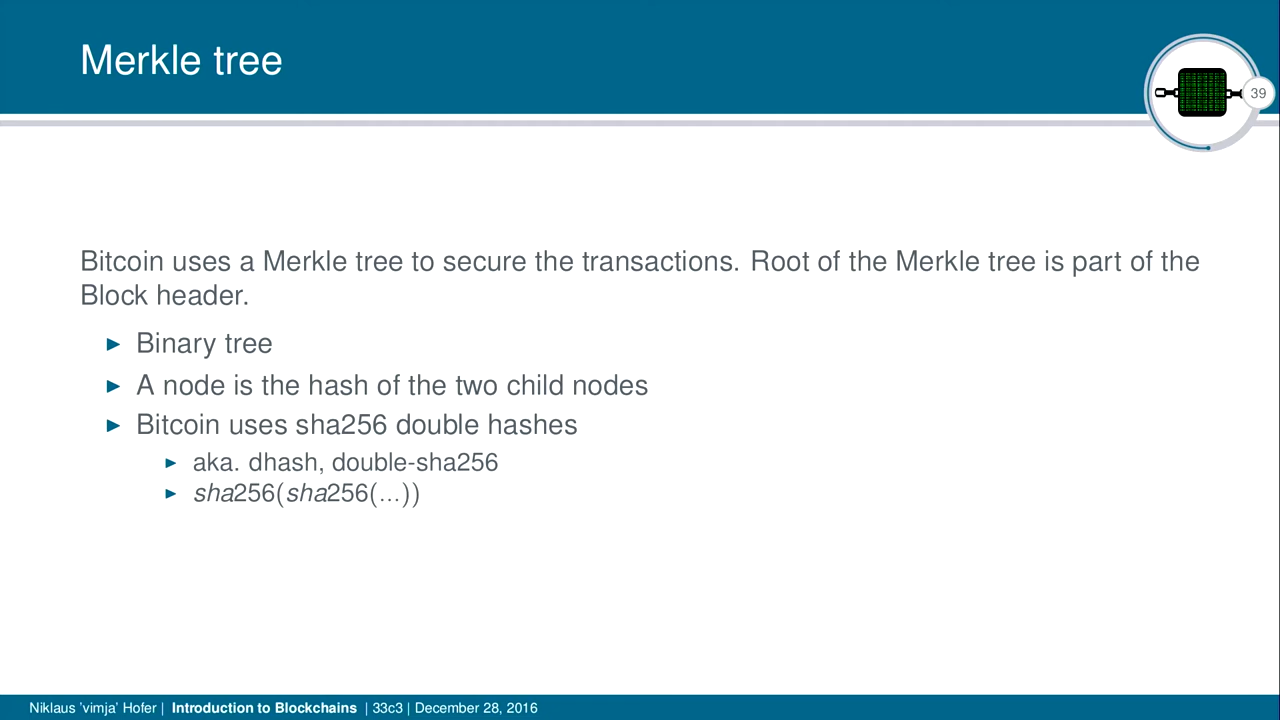 Merkle tree
39
Bitcoin uses a Merkle tree to secure the transactions. Root of the Merkle tree is part of the
Block header.
Binary tree
A node is the hash of the two child nodes
Bitcoin uses sha256 double hashes
aka. dhash, double-sha256
sha256(sha256(...))
Niklaus 'vimja' Hofer | Introduction to Blockchains | 33c3 | December 28, 2016